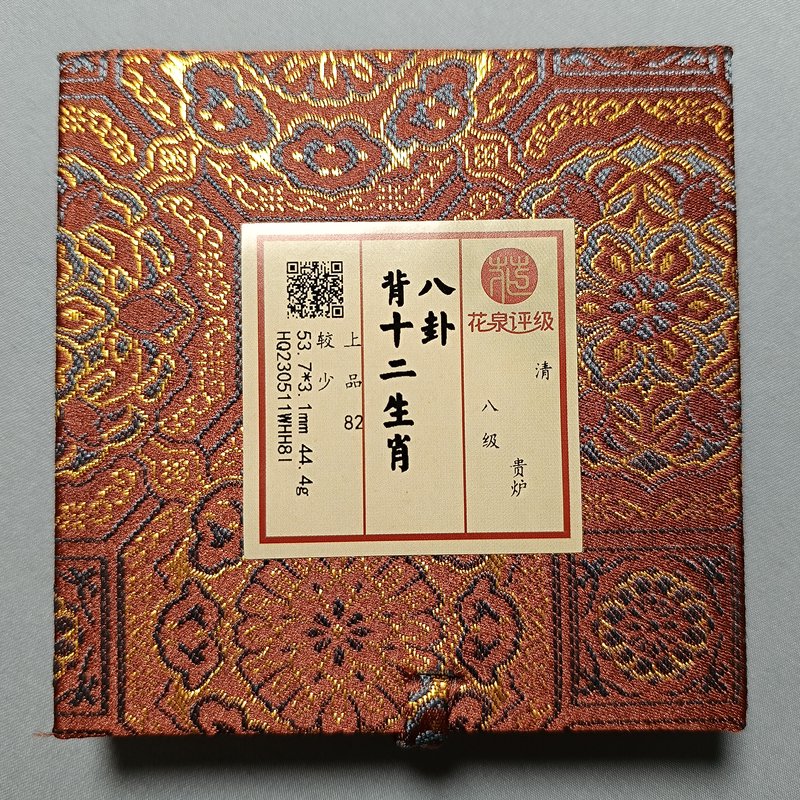 花泉评级
清
贵炉
八级
八卦
背十二生肖
上品 82
较少
53.7*3.1mm 44.4g
HQ230511WHH8I